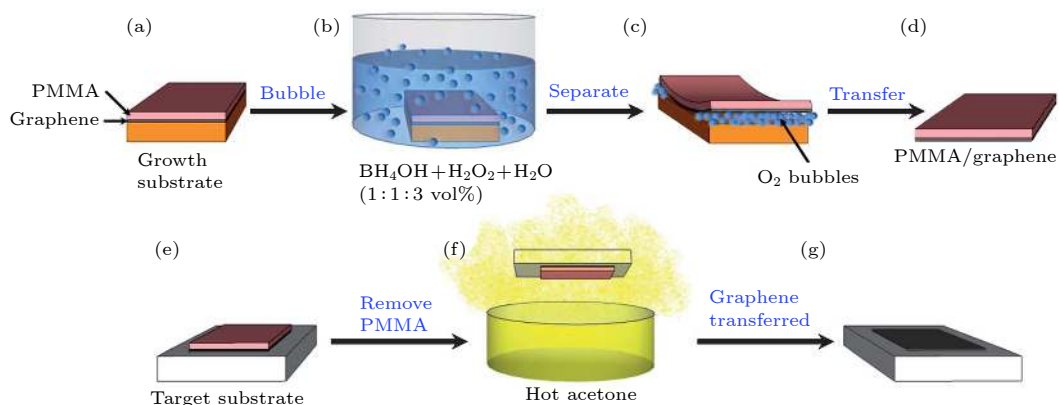 (a)
(b)
(c)
(d)
PMMA
Graphene
Bubble
Separate
Transfer
Growth
substrate
BH₄OH+H₂O₂+H₂O
(1:1:3 vol%)
O₂ bubbles
PMMA/graphene
(e)
(f)
(g)
Remove
PMMA
Graphene
transferred
Target substrate
Hot acetone